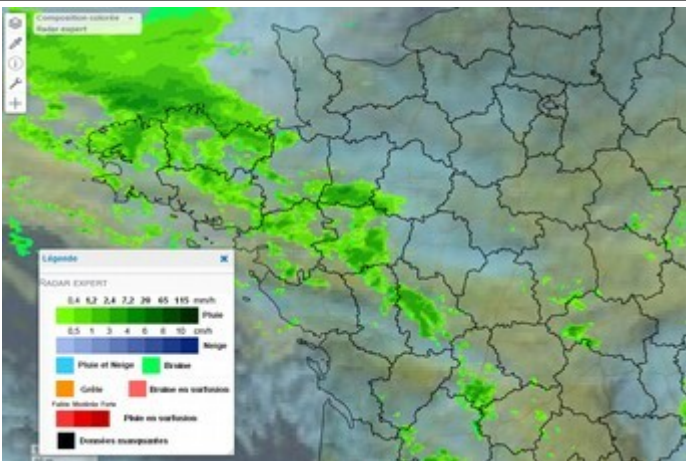 Composition colorée
Radar expert
Légende ×
RADAR EXPERT
0,4 1,2 2,4 7,2 20 65 115 mm/h
Pluie
0,5 1 3 4 6 8 10 cm/h
Neige
Pluie et Neige Bruine
Grêle Bruine en surfusion
Faible Modérée Forte
Pluie en surfusion
Données manquantes